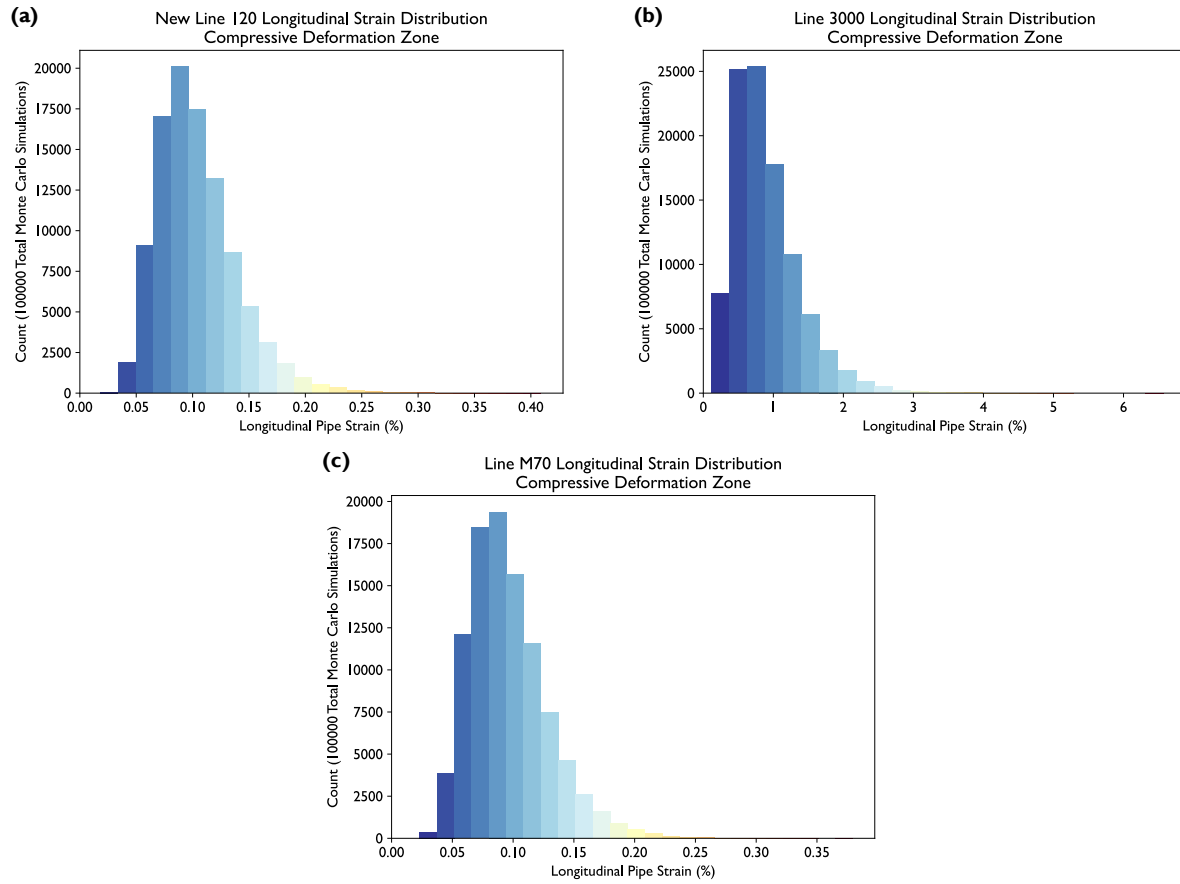 (a)
New Line 120 Longitudinal Strain Distribution
Compressive Deformation Zone
Count (100000 Total Monte Carlo Simulations)
20000
17500
15000
12500
10000
7500
5000
2500
0
0.00 0.05 0.10 0.15 0.20 0.25 0.30 0.35 0.40
Longitudinal Pipe Strain (%)
(b)
Line 3000 Longitudinal Strain Distribution
Compressive Deformation Zone
Count (100000 Total Monte Carlo Simulations)
25000
20000
15000
10000
5000
0
0 1 2 3 4 5 6
Longitudinal Pipe Strain (%)
(c)
Line M70 Longitudinal Strain Distribution
Compressive Deformation Zone
Count (100000 Total Monte Carlo Simulations)
20000
17500
15000
12500
10000
7500
5000
2500
0
0.00 0.05 0.10 0.15 0.20 0.25 0.30 0.35
Longitudinal Pipe Strain (%)